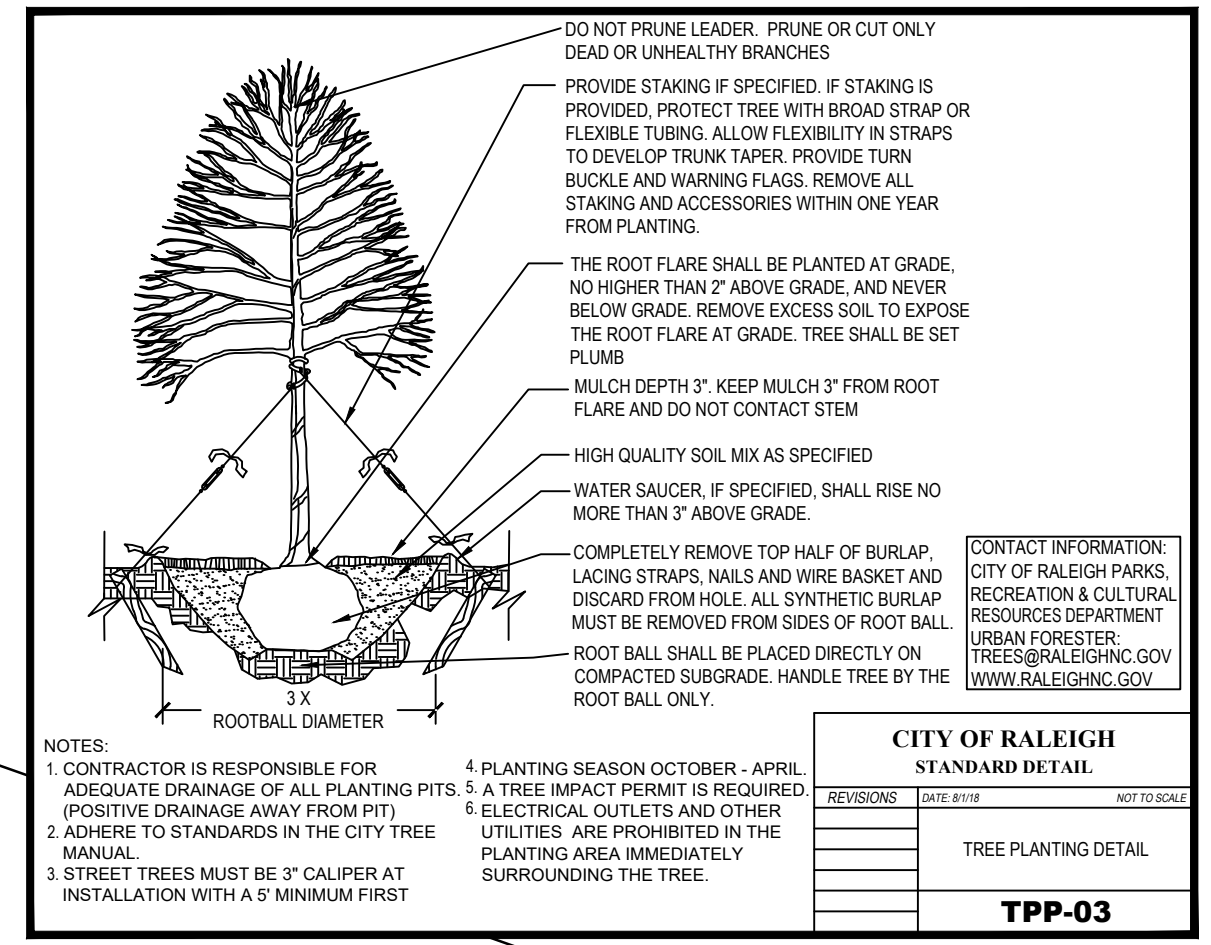 DO NOT PRUNE LEADER. PRUNE OR CUT ONLY
DEAD OR UNHEALTHY BRANCHES
PROVIDE STAKING IF SPECIFIED. IF STAKING IS
PROVIDED, PROTECT TREE WITH BROAD STRAP OR
FLEXIBLE TUBING. ALLOW FLEXIBILITY IN STRAPS
TO DEVELOP TRUNK TAPER. PROVIDE TURN
BUCKLE AND WARNING FLAGS. REMOVE ALL
STAKING AND ACCESSORIES WITHIN ONE YEAR
FROM PLANTING.
THE ROOT FLARE SHALL BE PLANTED AT GRADE,
NO HIGHER THAN 2" ABOVE GRADE, AND NEVER
BELOW GRADE. REMOVE EXCESS SOIL TO EXPOSE
THE ROOT FLARE AT GRADE. TREE SHALL BE SET
PLUMB
MULCH DEPTH 3". KEEP MULCH 3" FROM ROOT
FLARE AND DO NOT CONTACT STEM
HIGH QUALITY SOIL MIX AS SPECIFIED
WATER SAUCER, IF SPECIFIED, SHALL RISE NO
MORE THAN 3" ABOVE GRADE.
COMPLETELY REMOVE TOP HALF OF BURLAP,
LACING STRAPS, NAILS AND WIRE BASKET AND
DISCARD FROM HOLE. ALL SYNTHETIC BURLAP
MUST BE REMOVED FROM SIDES OF ROOT BALL.
ROOT BALL SHALL BE PLACED DIRECTLY ON
COMPACTED SUBGRADE. HANDLE TREE BY THE
ROOT BALL ONLY.
CONTACT INFORMATION:
CITY OF RALEIGH PARKS,
RECREATION & CULTURAL
RESOURCES DEPARTMENT
URBAN FORESTER:
TREES@RALEIGHNC.GOV
WWW.RALEIGHNC.GOV
3 X
ROOTBALL DIAMETER
NOTES:
1. CONTRACTOR IS RESPONSIBLE FOR
ADEQUATE DRAINAGE OF ALL PLANTING PITS.
(POSITIVE DRAINAGE AWAY FROM PIT)
2. ADHERE TO STANDARDS IN THE CITY TREE
MANUAL.
3. STREET TREES MUST BE 3" CALIPER AT
INSTALLATION WITH A 5' MINIMUM FIRST
4. PLANTING SEASON OCTOBER - APRIL.
5. A TREE IMPACT PERMIT IS REQUIRED.
6. ELECTRICAL OUTLETS AND OTHER
UTILITIES ARE PROHIBITED IN THE
PLANTING AREA IMMEDIATELY
SURROUNDING THE TREE.
CITY OF RALEIGH
STANDARD DETAIL
REVISIONS
DATE: 8/1/18 NOT TO SCALE
TREE PLANTING DETAIL
TPP-03